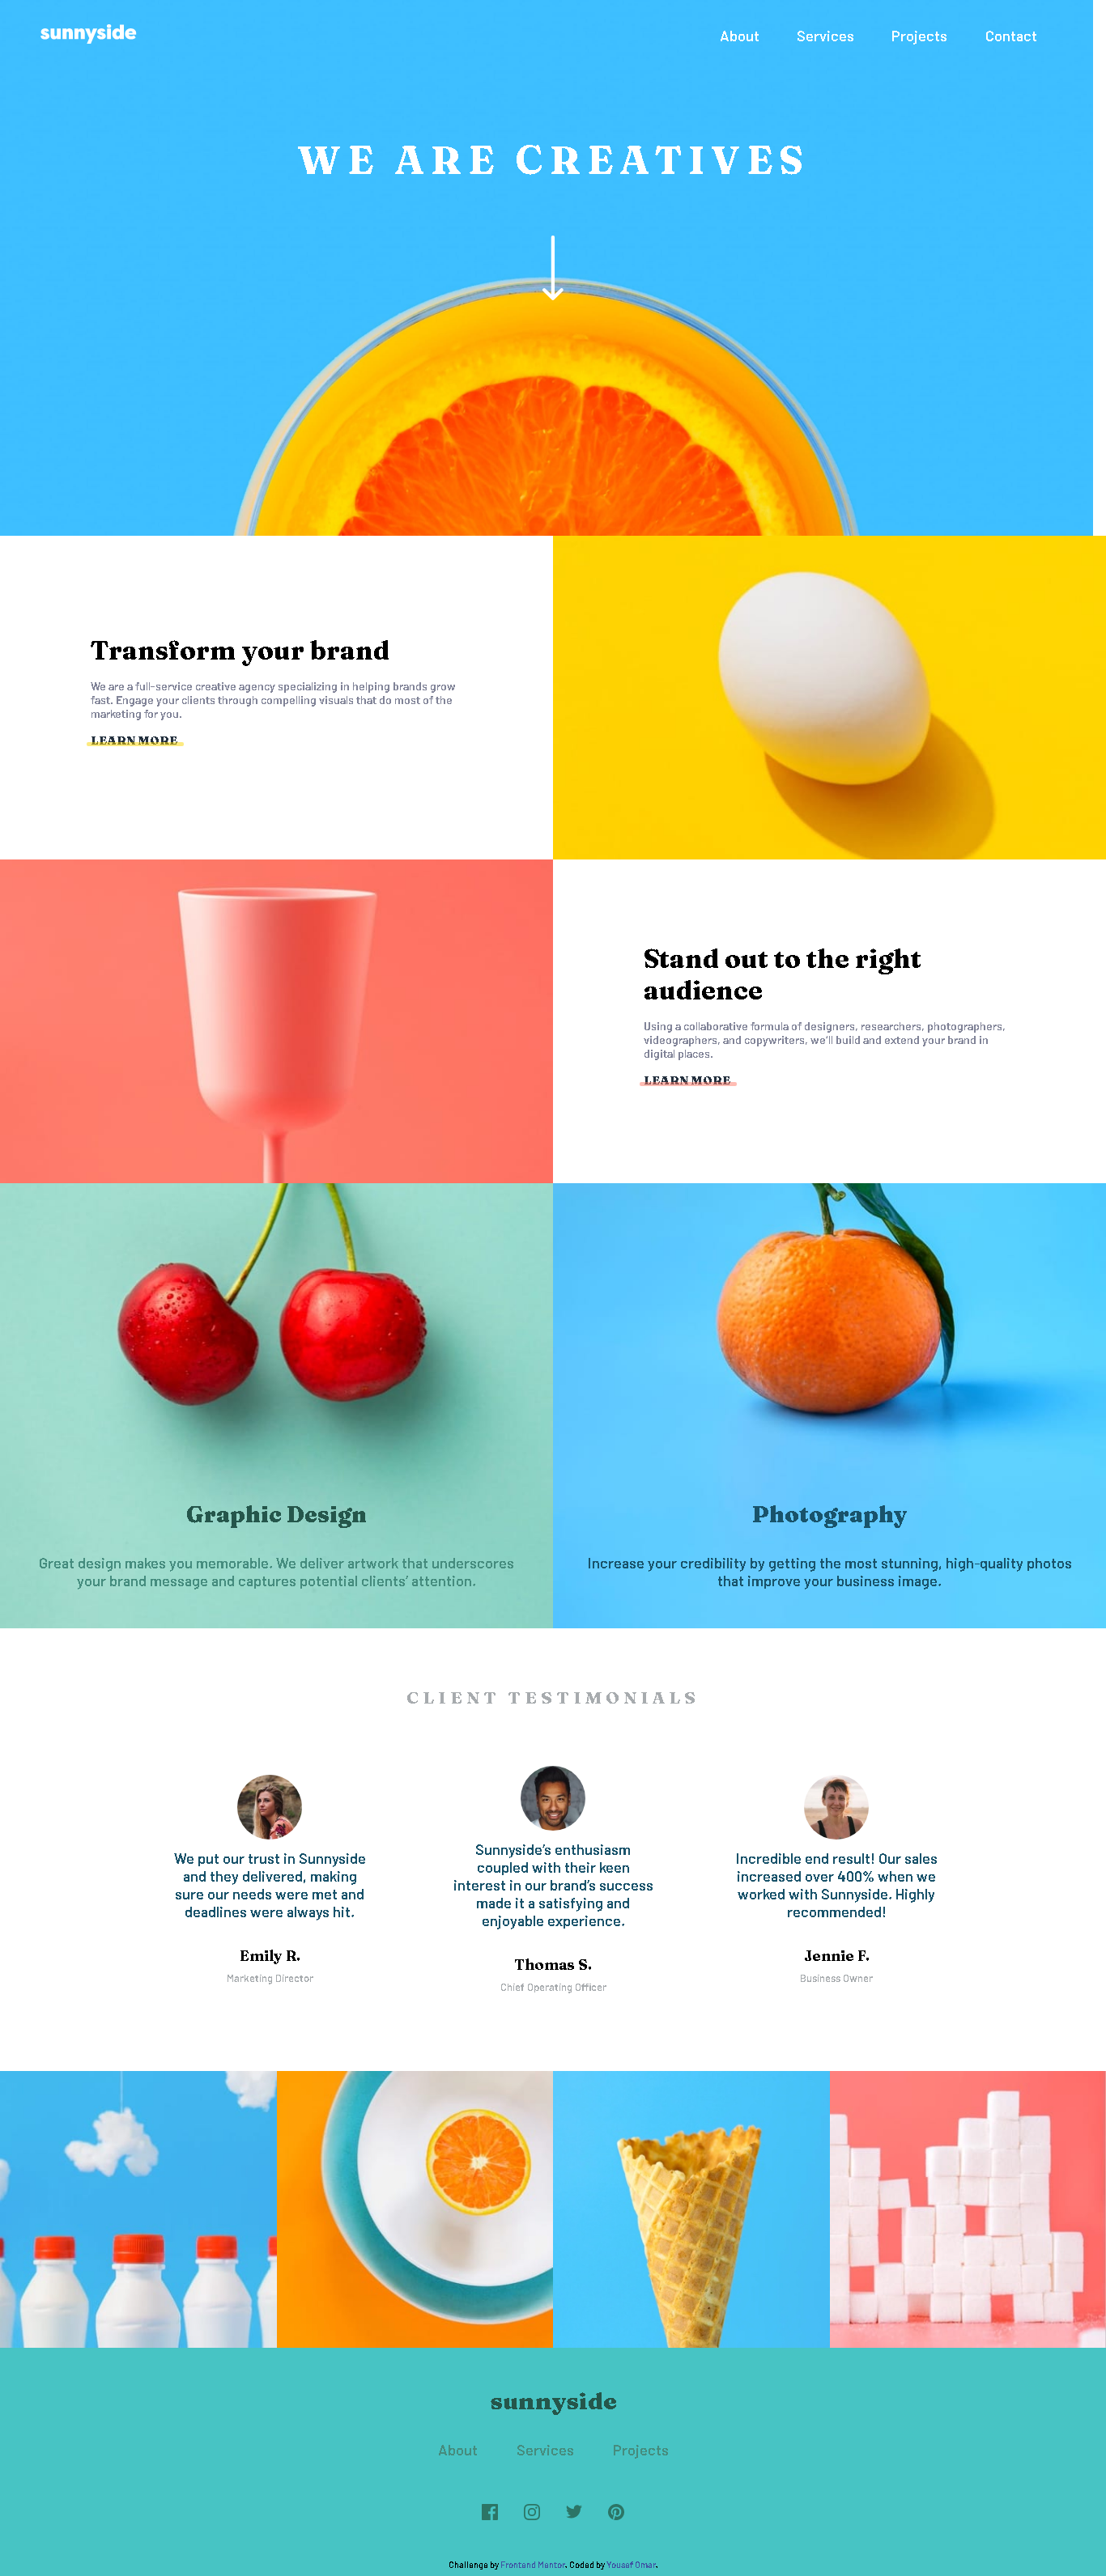 sunnyside
About Services Projects Contact
WE ARE CREATIVES
Transform your brand
We are a full-service creative agency specializing in helping brands grow
fast. Engage your clients through compelling visuals that do most of the
marketing for you.
LEARN MORE
Stand out to the right
audience
Using a collaborative formula of designers, researchers, photographers,
videographers, and copywriters, we'll build and extend your brand in
digital places.
LEARN MORE
Graphic Design
Great design makes you memorable. We deliver artwork that underscores
your brand message and captures potential clients’ attention.
Photography
Increase your credibility by getting the most stunning, high-quality photos
that improve your business image.
CLIENT TESTIMONIALS
We put our trust in Sunnyside
and they delivered, making
sure our needs were met and
deadlines were always hit.
Emily R.
Marketing Director
Sunnyside’s enthusiasm
coupled with their keen
interest in our brand’s success
made it a satisfying and
enjoyable experience.
Thomas S.
Chief Operating Officer
Incredible end result! Our sales
increased over 400% when we
worked with Sunnyside. Highly
recommended!
Jennie F.
Business Owner
sunnyside
About Services Projects
Challenge by Frontend Mentor. Coded by Yousef Omar.